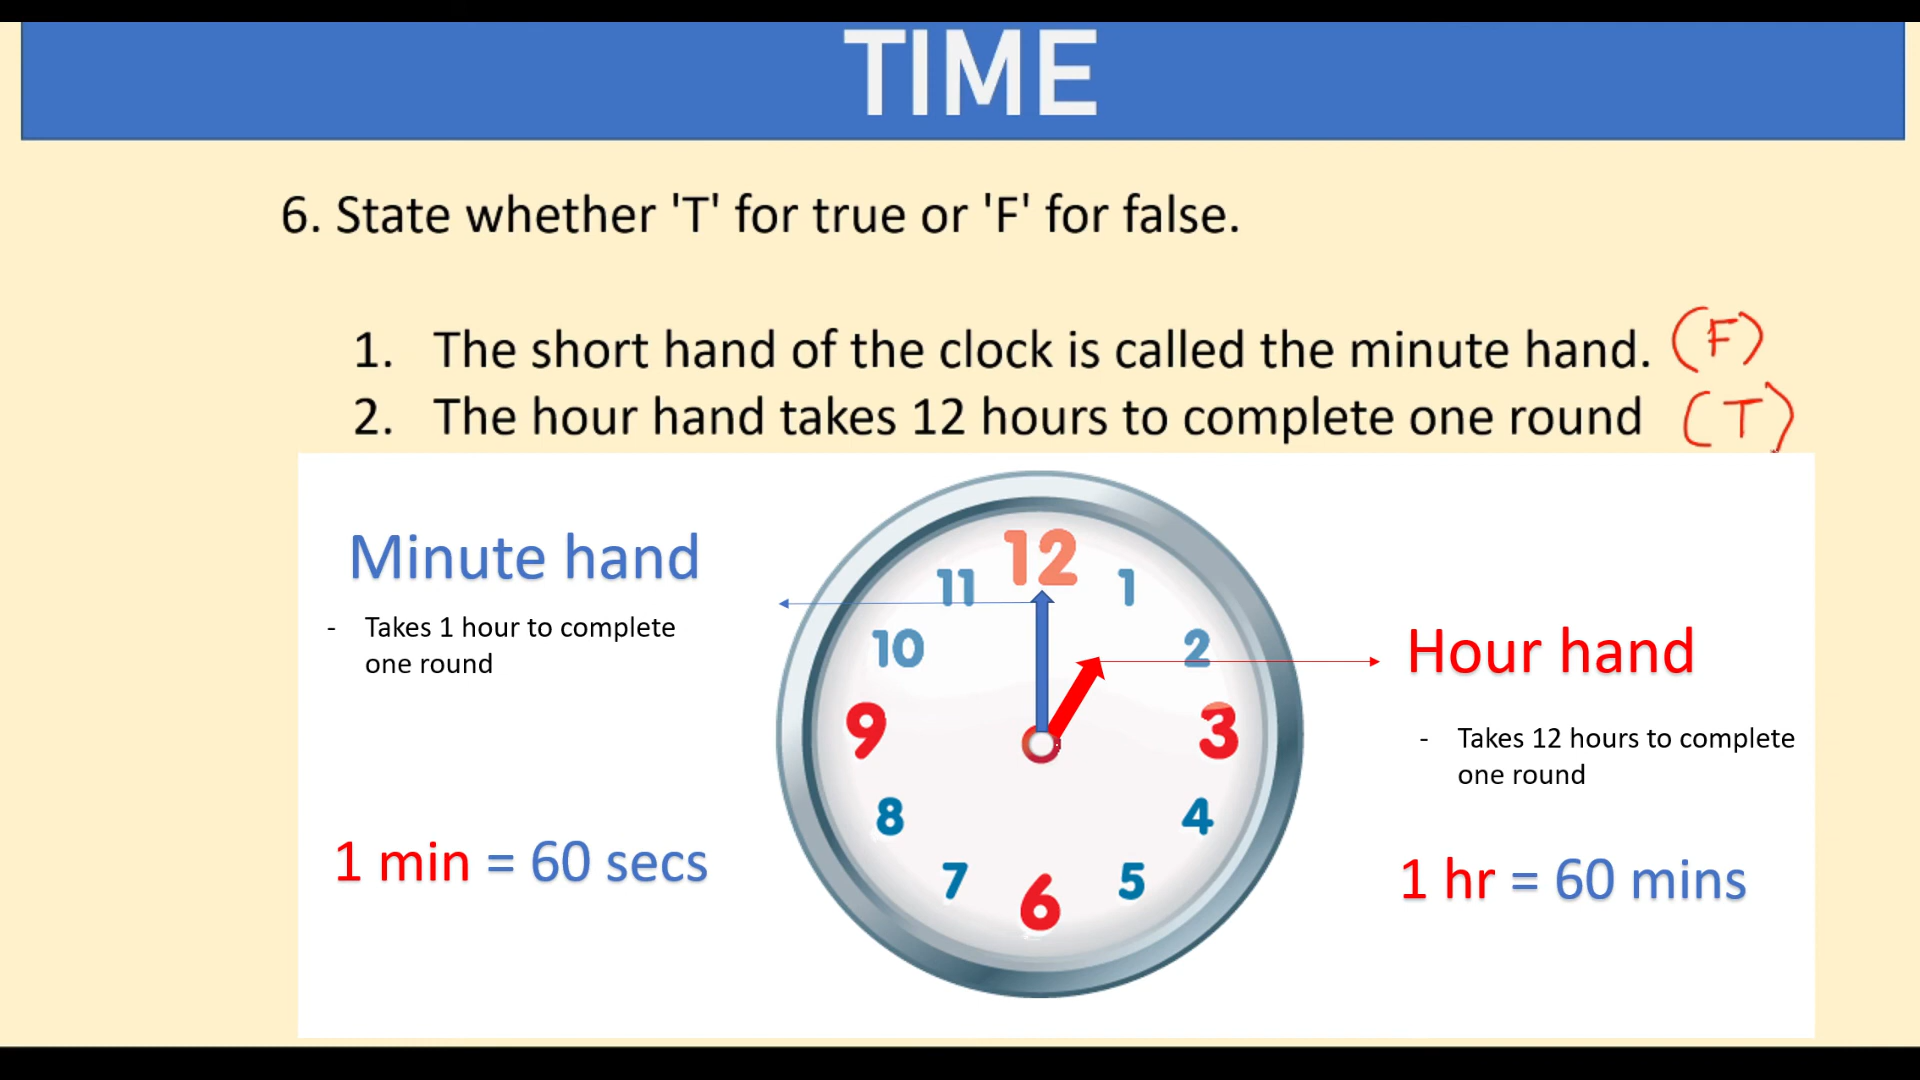 TIME
6. State whether 'T' for true or 'F' for false.
1. The short hand of the clock is called the minute hand. (F)
2. The hour hand takes 12 hours to complete one round (T)
Minute hand
- Takes 1 hour to complete
one round
1 min = 60 secs
12
11 1
10 2
9 3
8 4
7 5
6
Hour hand
- Takes 12 hours to complete
one round
1 hr = 60 mins